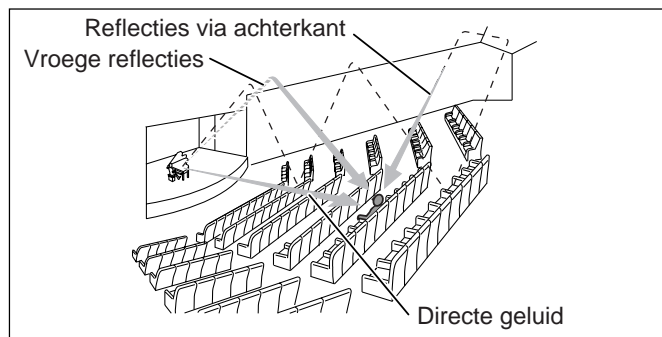 Reflecties via achterkant
Vroege reflecties
Directe geluid